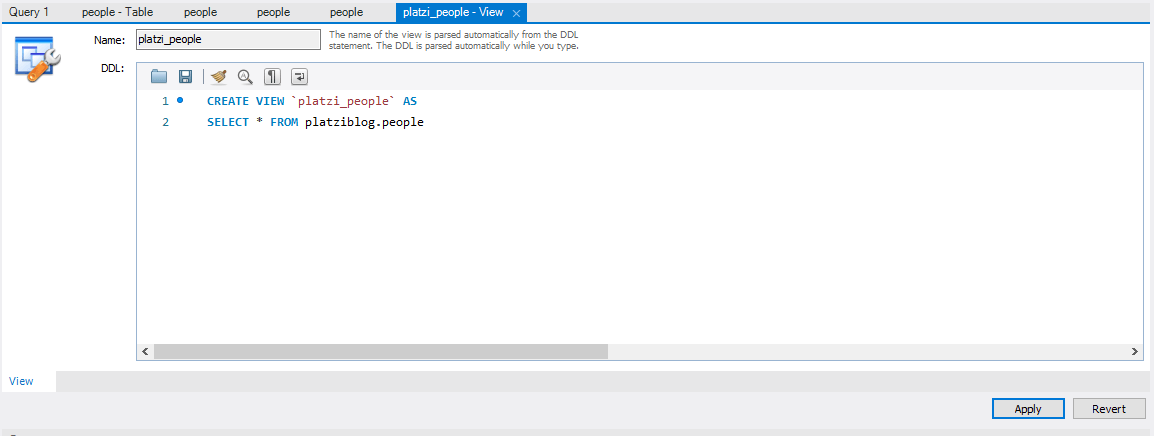 Query 1 people - Table people people people platzi_people - View
Name: platzi_people The name of the view is parsed automatically from the DDL
statement. The DDL is parsed automatically while you type.
DDL:
1 CREATE VIEW `platzi_people` AS
2 SELECT * FROM platziblog.people
View
Apply Revert